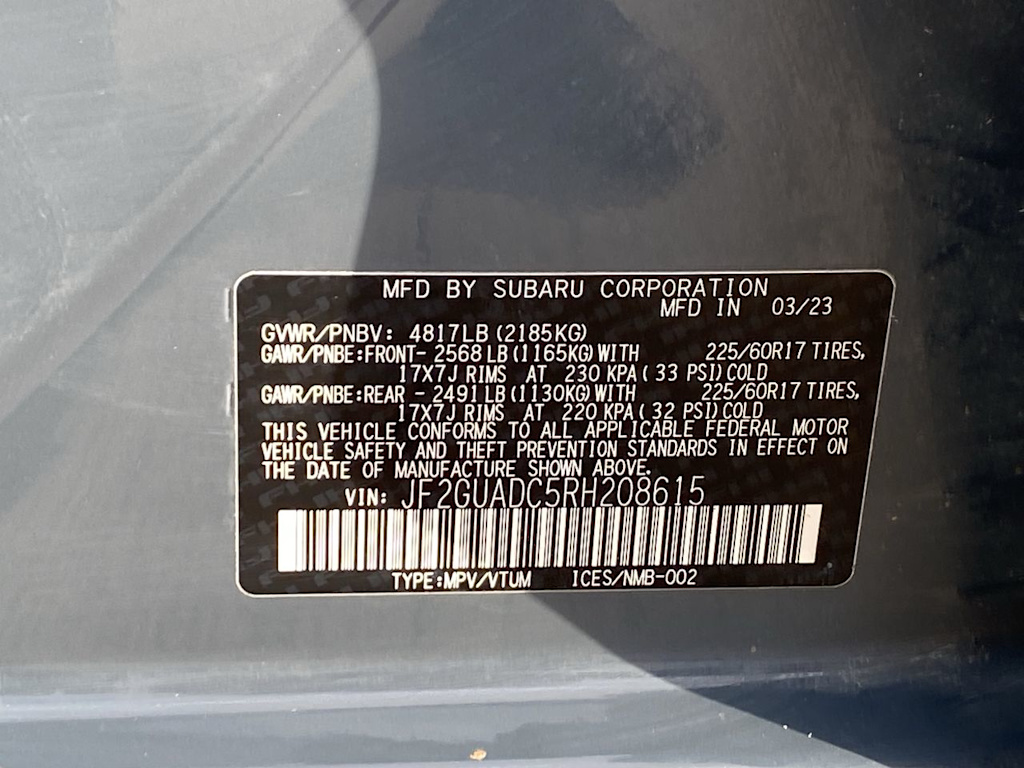 MFD BY SUBARU CORPORATION
MFD IN 03/23
GVWR/PNBV: 4817LB (2185KG)
GAWR/PNBE:FRONT- 2568 LB (1165KG) WITH 225/60R17 TIRES,
17X7J RIMS AT 230 KPA ( 33 PSI) COLD
GAWR/PNBE:REAR - 2491 LB (1130KG) WITH 225/60R17 TIRES,
17X7J RIMS AT 220 KPA ( 32 PSI) COLD
THIS VEHICLE CONFORMS TO ALL APPLICABLE FEDERAL MOTOR
VEHICLE SAFETY AND THEFT PREVENTION STANDARDS IN EFFECT ON
THE DATE OF MANUFACTURE SHOWN ABOVE.
VIN: JF2GUADC5RH208615
TYPE:MPV/VTUM ICES/NMB-002